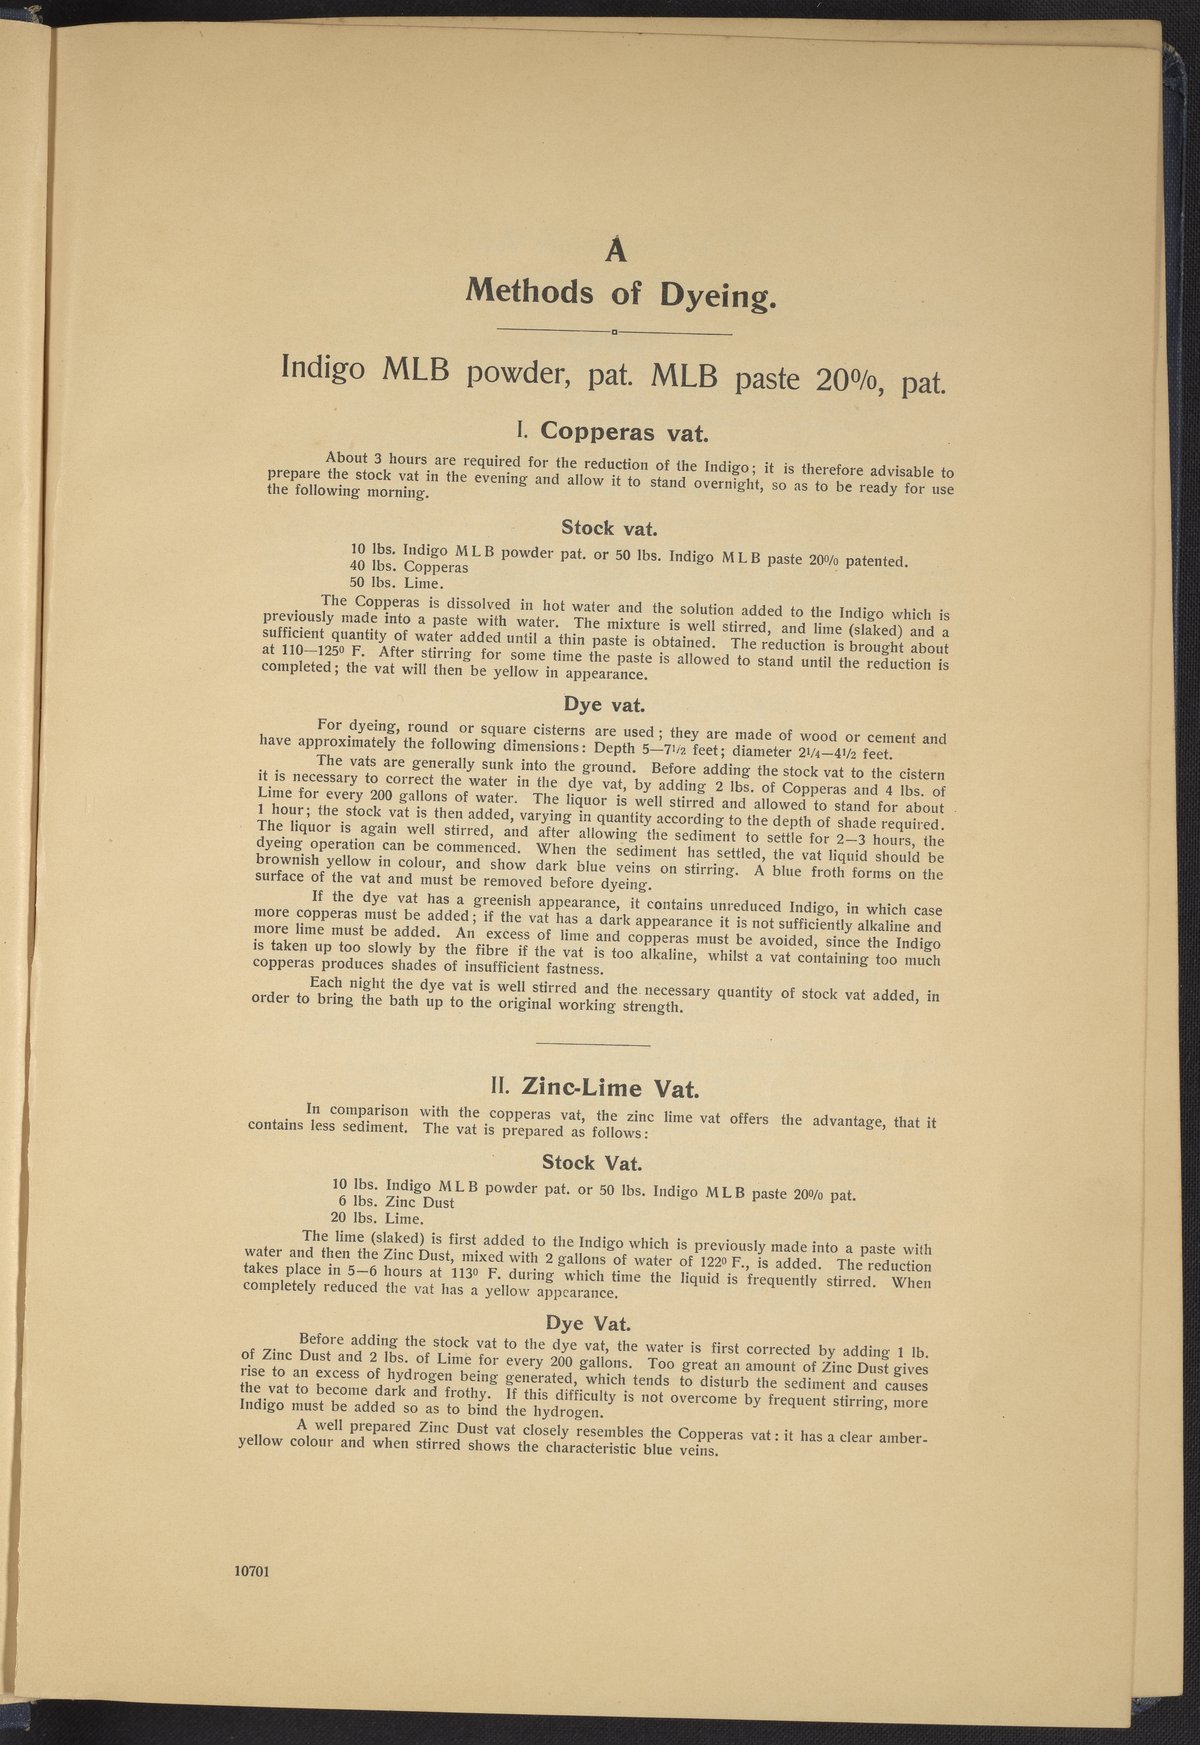 A
Methods of Dyeing.
Indigo MLB powder, pat. MLB paste 20%, pat.
I. Copperas vat.
About 3 hours are required for the reduction of the Indigo; it is therefore advisable to
prepare the stock vat in the evening and allow it to stand overnight, so as to be ready for use
the following morning.
Stock vat.
10 lbs. Indigo MLB powder pat. or 50 lbs. Indigo MLB paste 20% patented.
40 lbs. Copperas
50 lbs. Lime.
The Copperas is dissolved in hot water and the solution added to the Indigo which is
previously made into a paste with water. The mixture is well stirred, and lime (slaked) and a
sufficient quantity of water added until a thin paste is obtained. The reduction is brought about
at 110—125º F. After stirring for some time the paste is allowed to stand until the reduction is
completed; the vat will then be yellow in appearance.
Dye vat.
For dyeing, round or square cisterns are used; they are made of wood or cement and
have approximately the following dimensions: Depth 5—7 1/2 feet; diameter 2 1/4—4 1/2 feet.
The vats are generally sunk into the ground. Before adding the stock vat to the cistern
it is necessary to correct the water in the dye vat, by adding 2 lbs. of Copperas and 4 lbs. of
Lime for every 200 gallons of water. The liquor is well stirred and allowed to stand for about
1 hour; the stock vat is then added, varying in quantity according to the depth of shade required.
The liquor is again well stirred, and after allowing the sediment to settle for 2—3 hours, the
dyeing operation can be commenced. When the sediment has settled, the vat liquid should be
brownish yellow in colour, and show dark blue veins on stirring. A blue froth forms on the
surface of the vat and must be removed before dyeing.
If the dye vat has a greenish appearance, it contains unreduced Indigo, in which case
more copperas must be added; if the vat has a dark appearance it is not sufficiently alkaline and
more lime must be added. An excess of lime and copperas must be avoided, since the Indigo
is taken up too slowly by the fibre if the vat is too alkaline, whilst a vat containing too much
copperas produces shades of insufficient fastness.
Each night the dye vat is well stirred and the necessary quantity of stock vat added, in
order to bring the bath up to the original working strength.
II. Zinc-Lime Vat.
In comparison with the copperas vat, the zinc lime vat offers the advantage, that it
contains less sediment. The vat is prepared as follows:
Stock Vat.
10 lbs. Indigo MLB powder pat. or 50 lbs. Indigo MLB paste 20% pat.
6 lbs. Zinc Dust
20 lbs. Lime.
The lime (slaked) is first added to the Indigo which is previously made into a paste with
water and then the Zinc Dust, mixed with 2 gallons of water of 122º F., is added. The reduction
takes place in 5—6 hours at 113º F. during which time the liquid is frequently stirred. When
completely reduced the vat has a yellow appearance.
Dye Vat.
Before adding the stock vat to the dye vat, the water is first corrected by adding 1 lb.
of Zinc Dust and 2 lbs. of Lime for every 200 gallons. Too great an amount of Zinc Dust gives
rise to an excess of hydrogen being generated, which tends to disturb the sediment and causes
the vat to become dark and frothy. If this difficulty is not overcome by frequent stirring, more
Indigo must be added so as to bind the hydrogen.
A well prepared Zinc Dust vat closely resembles the Copperas vat: it has a clear amber-
yellow colour and when stirred shows the characteristic blue veins.
10701